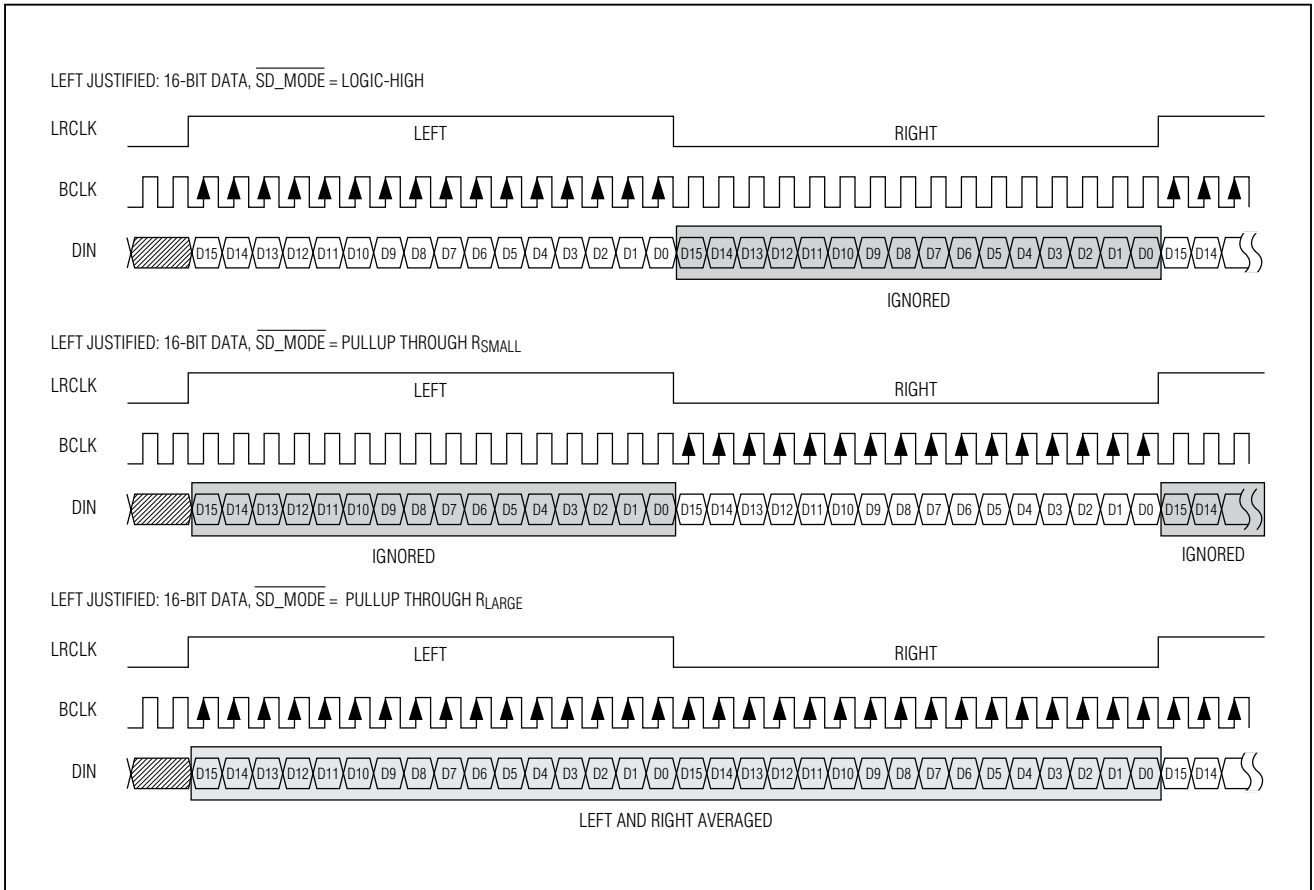 LEFT JUSTIFIED: 16-BIT DATA, SD_MODE = LOGIC-HIGH
LRCLK LEFT RIGHT
BCLK
DIN D15 D14 D13 D12 D11 D10 D9 D8 D7 D6 D5 D4 D3 D2 D1 D0 D15 D14 D13 D12 D11 D10 D9 D8 D7 D6 D5 D4 D3 D2 D1 D0 D15 D14
IGNORED
LEFT JUSTIFIED: 16-BIT DATA, SD_MODE = PULLUP THROUGH RSMALL
LRCLK LEFT RIGHT
BCLK
DIN D15 D14 D13 D12 D11 D10 D9 D8 D7 D6 D5 D4 D3 D2 D1 D0 D15 D14 D13 D12 D11 D10 D9 D8 D7 D6 D5 D4 D3 D2 D1 D0 D15 D14
IGNORED IGNORED
LEFT JUSTIFIED: 16-BIT DATA, SD_MODE = PULLUP THROUGH RLARGE
LRCLK LEFT RIGHT
BCLK
DIN D15 D14 D13 D12 D11 D10 D9 D8 D7 D6 D5 D4 D3 D2 D1 D0 D15 D14 D13 D12 D11 D10 D9 D8 D7 D6 D5 D4 D3 D2 D1 D0 D15 D14
LEFT AND RIGHT AVERAGED